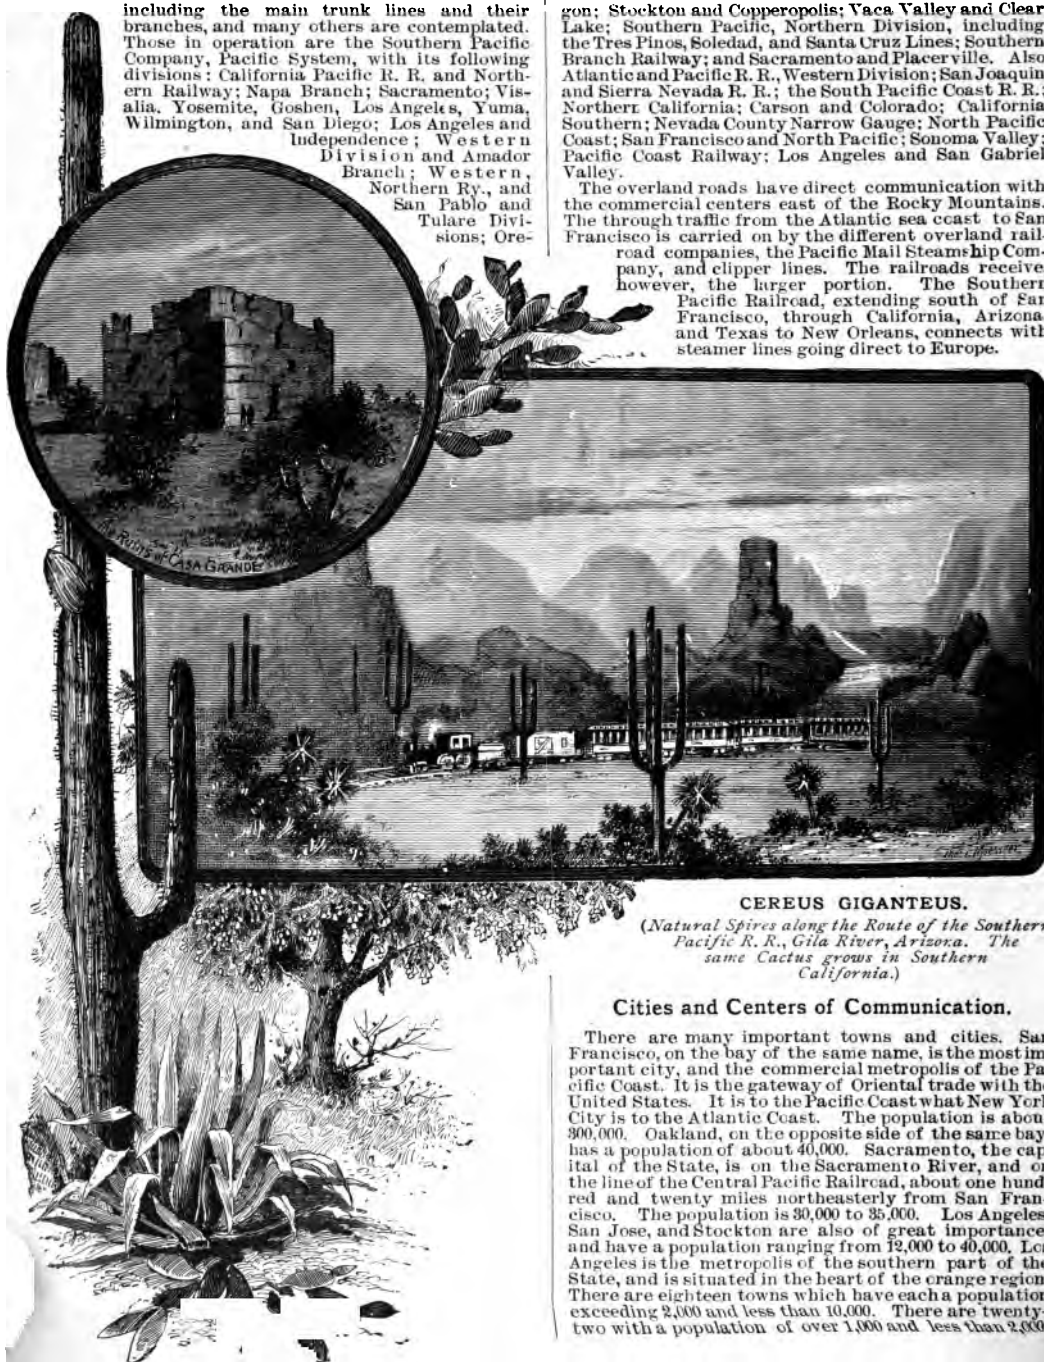 including the main trunk lines and their
branches, and many others are contemplated.
Those in operation are the Southern Pacific
Company, Pacific System, with its following
divisions: California Pacific R. R. and North-
ern Railway; Napa Branch; Sacramento; Vis-
alia, Yosemite, Goshen, Los Angeles, Yuma,
Wilmington, and San Diego; Los Angeles and
Independence; Western
Division and Amador
Branch; Western,
Northern Ry., and
San Pablo and
Tulare Divi-
sions; Ore-
gon; Stockton and Copperopolis; Vaca Valley and Clear
Lake; Southern Pacific, Northern Division, including
the Tres Pinos, Soledad, and Santa Cruz Lines; Southern
Branch Railway; and Sacramento and Placerville. Also
Atlantic and Pacific R. R., Western Division; San Joaquin
and Sierra Nevada R. R.; the South Pacific Coast R. R.;
Northern California; Carson and Colorado; California
Southern; Nevada County Narrow Gauge; North Pacific
Coast; San Francisco and North Pacific; Sonoma Valley;
Pacific Coast Railway; Los Angeles and San Gabriel
Valley.
The overland roads have direct communication with
the commercial centers east of the Rocky Mountains.
The through traffic from the Atlantic sea coast to San
Francisco is carried on by the different overland rail-
road companies, the Pacific Mail Steamship Com-
pany, and clipper lines. The railroads receive
however, the larger portion. The Southern
Pacific Railroad, extending south of San
Francisco, through California, Arizona
and Texas to New Orleans, connects with
steamer lines going direct to Europe.
Ruins of CASA GRANDE
CEREUS GIGANTEUS.
(Natural Spires along the Route of the Southern
Pacific R. R., Gila River, Arizona. The
same Cactus grows in Southern
California.)
Cities and Centers of Communication.
There are many important towns and cities. San
Francisco, on the bay of the same name, is the most im
portant city, and the commercial metropolis of the Pa
cific Coast. It is the gateway of Oriental trade with the
United States. It is to the Pacific Coast what New York
City is to the Atlantic Coast. The population is about
300,000. Oakland, on the opposite side of the same bay
has a population of about 40,000. Sacramento, the cap
ital of the State, is on the Sacramento River, and on
the line of the Central Pacific Railroad, about one hund
red and twenty miles northeasterly from San Fran
cisco. The population is 30,000 to 35,000. Los Angeles
San Jose, and Stockton are also of great importance
and have a population ranging from 12,000 to 40,000. Los
Angeles is the metropolis of the southern part of the
State, and is situated in the heart of the orange region
There are eighteen towns which have each a population
exceeding 2,000 and less than 10,000. There are twenty-
two with a population of over 1,000 and less than 2,000